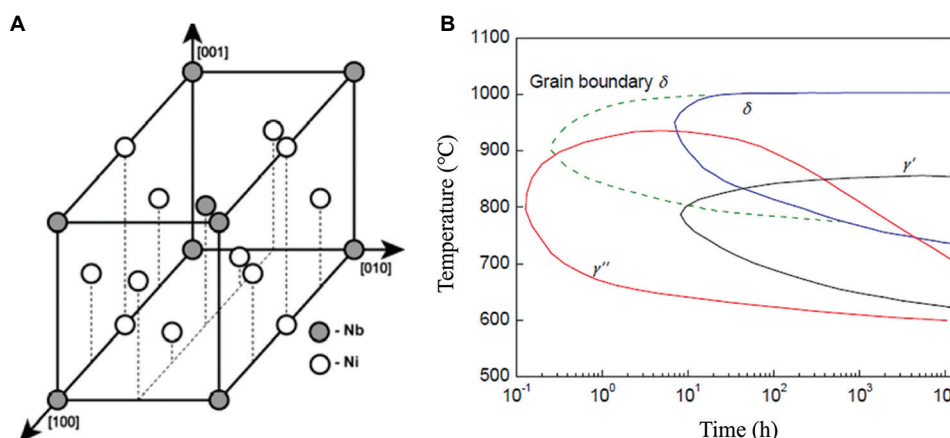 A
[001]
[010]
[100]
- Nb
- Ni
B
Temperature (°C)
1100
1000
900
800
700
600
500
Grain boundary δ
δ
γ′
γ′′
10⁻¹
10⁰
10¹
10²
10³
10⁴
Time (h)